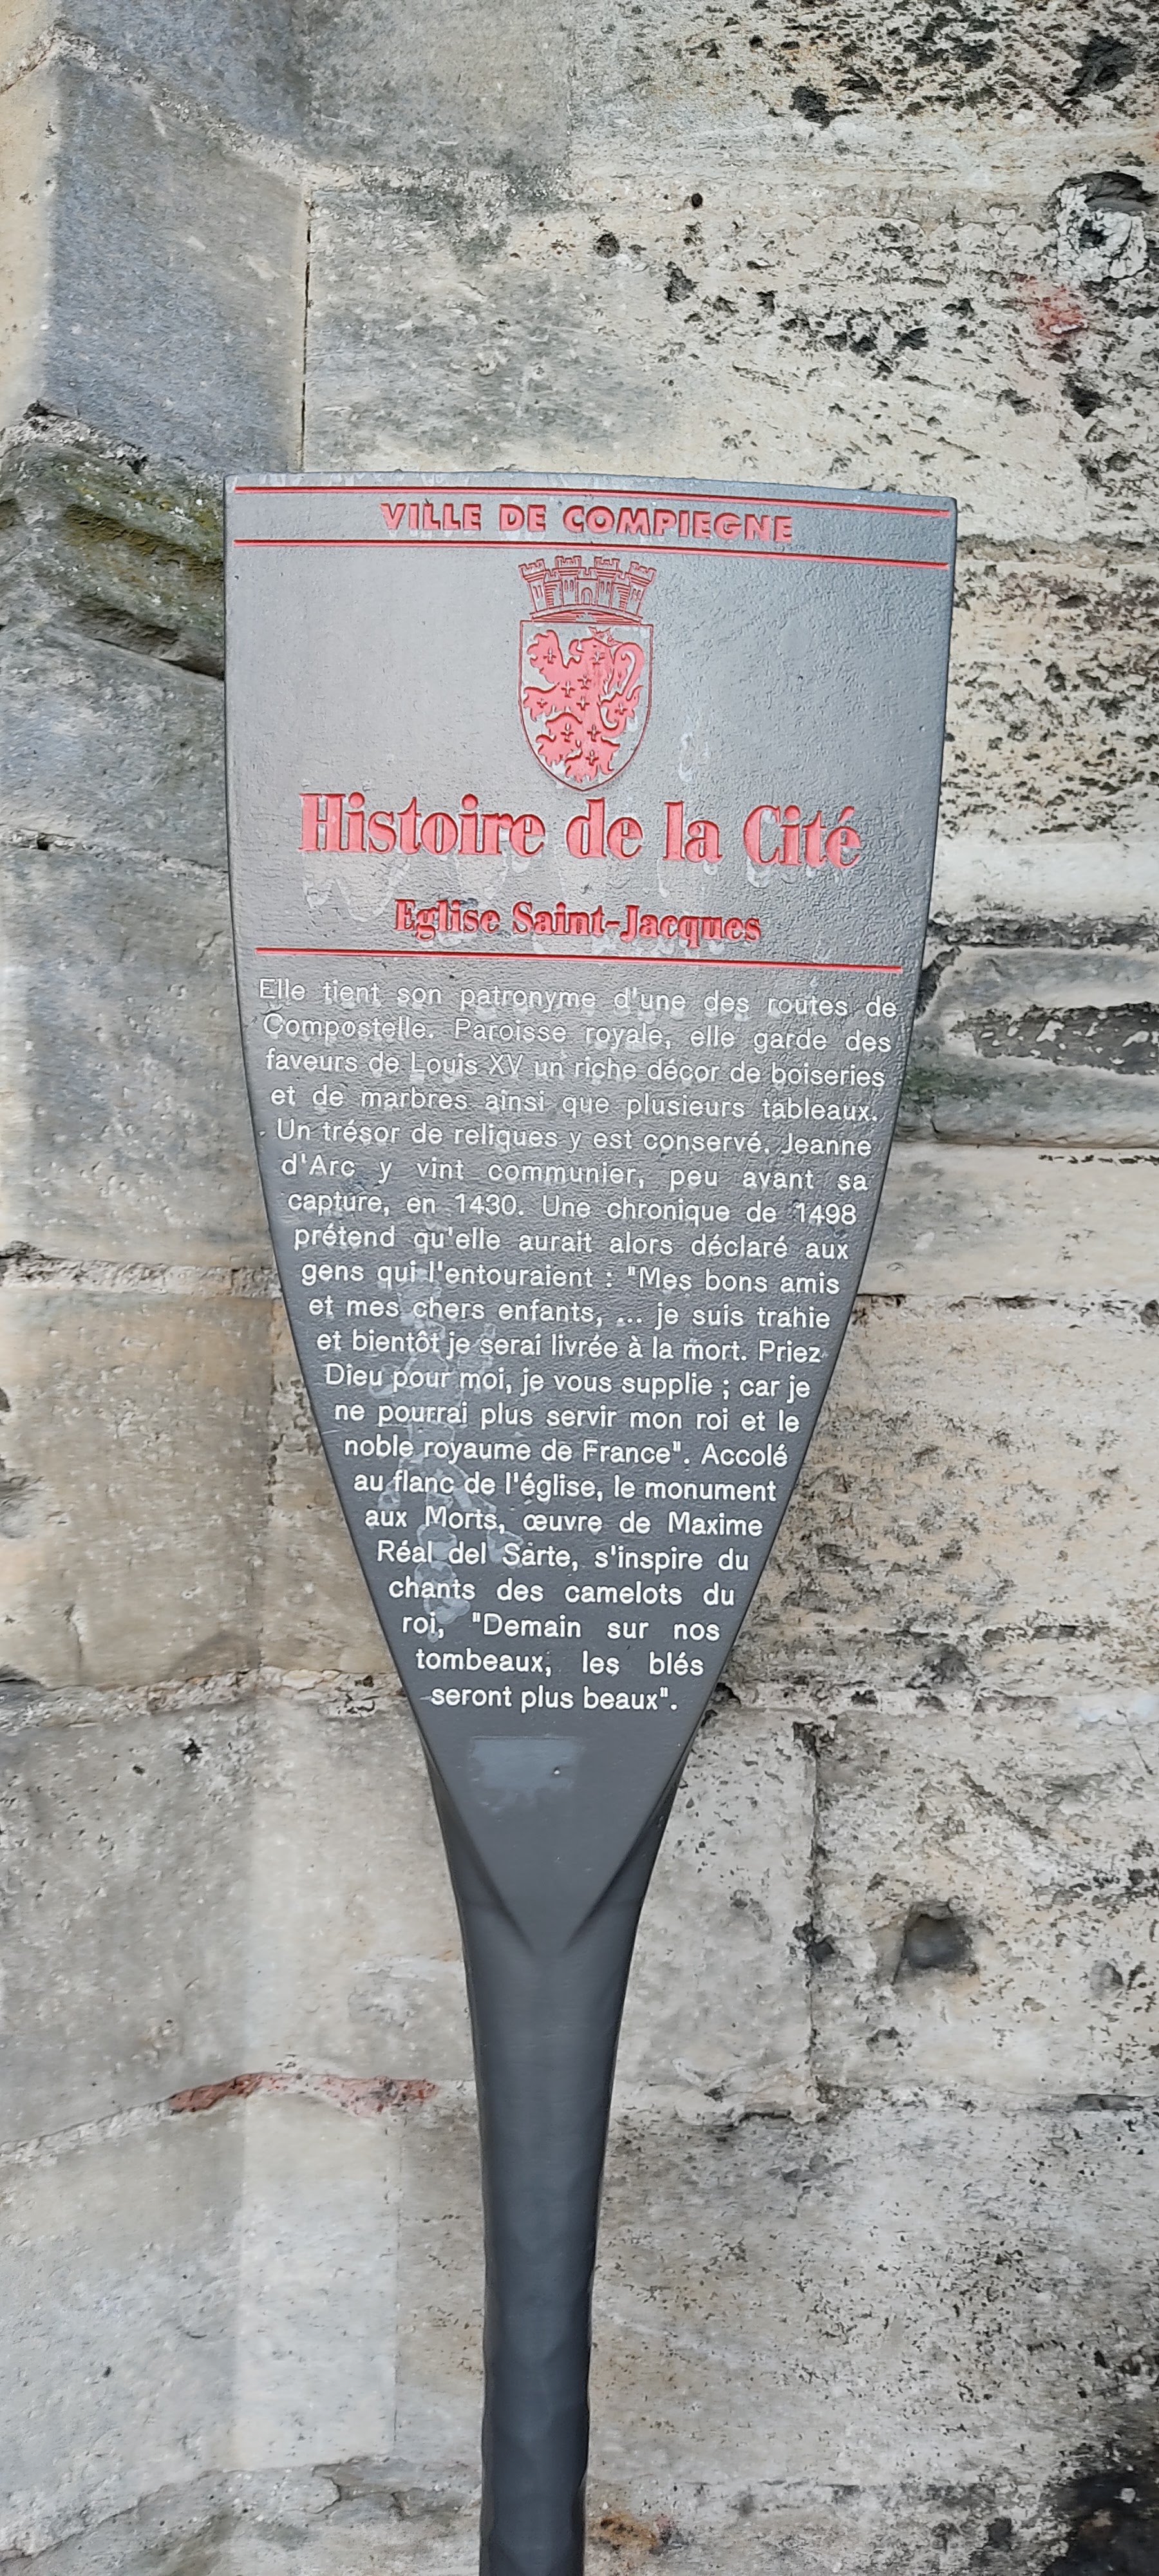 VILLE DE COMPIEGNE
Histoire de la Cité
Eglise Saint-Jacques
Elle tient son patronyme d'une des routes de
Compostelle. Paroisse royale, elle garde des
faveurs de Louis XV un riche décor de boiseries
et de marbres ainsi que plusieurs tableaux.
Un trésor de reliques y est conservé. Jeanne
d'Arc y vint communier, peu avant sa
capture, en 1430. Une chronique de 1498
prétend qu'elle aurait alors déclaré aux
gens qui l'entouraient : "Mes bons amis
et mes chers enfants, ... je suis trahie
et bientôt je serai livrée à la mort. Priez
Dieu pour moi, je vous supplie ; car je
ne pourrai plus servir mon roi et le
noble royaume de France". Accolé
au flanc de l'église, le monument
aux Morts, œuvre de Maxime
Réal del Sarte, s'inspire du
chants des camelots du
roi, "Demain sur nos
tombeaux, les blés
seront plus beaux".